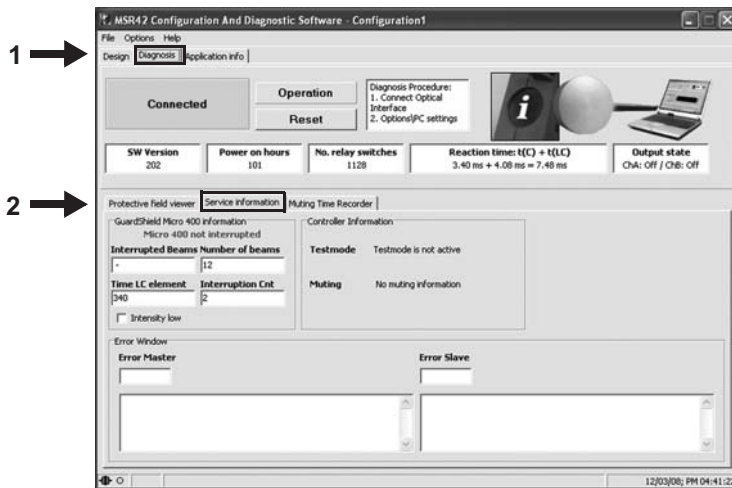 MSR42 Configuration And Diagnostic Software - Configuration1
File Options Help
1
Design Diagnosis Application info
Connected
Operation
Reset
Diagnosis Procedure:
1. Connect Optical
Interface
2. Options\PC settings
i
SW Version
202
Power on hours
101
No. relay switches
1128
Reaction time: t(C) + t(LC)
3.40 ms + 4.08 ms = 7.48 ms
Output state
ChA: Off / ChB: Off
2
Protective field viewer Service information Muting Time Recorder
GuardShield Micro 400 information
Micro 400 not interrupted
Interrupted Beams Number of beams
- 12
Time LC element Interruption Cnt
340 2
Intensity low
Controller Information
Testmode Testmode is not active
Muting No muting information
Error Window
Error Master
Error Slave
12/03/08; PM 04:41:2